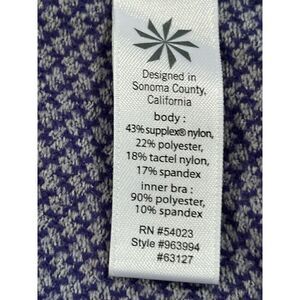 Designed in
Sonoma County,
California
body :
43% supplex® nylon,
22% polyester,
18% tactel nylon,
17% spandex
inner bra :
90% polyester,
10% spandex
RN #54023
Style #963994
#63127